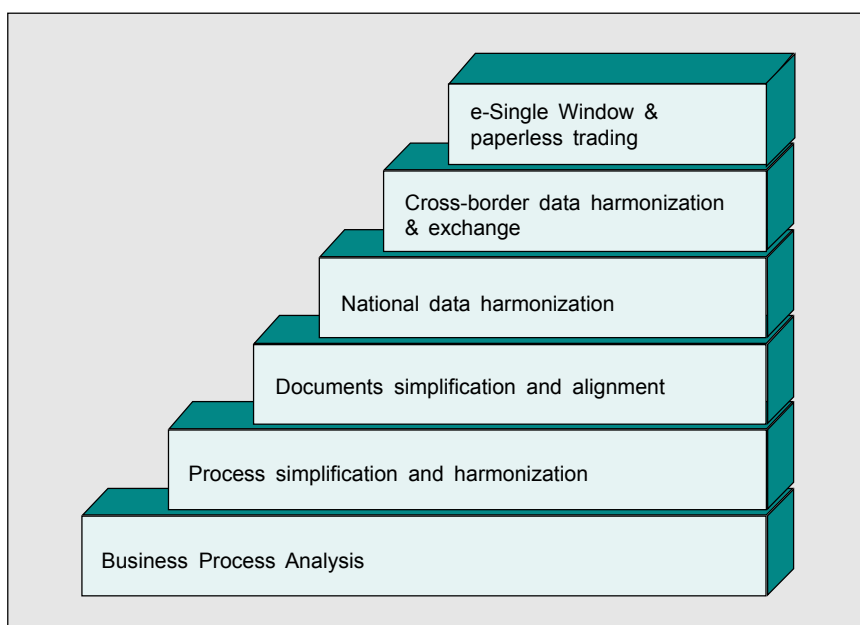 e-Single Window &
paperless trading
Cross-border data harmonization
& exchange
National data harmonization
Documents simplification and alignment
Process simplification and harmonization
Business Process Analysis